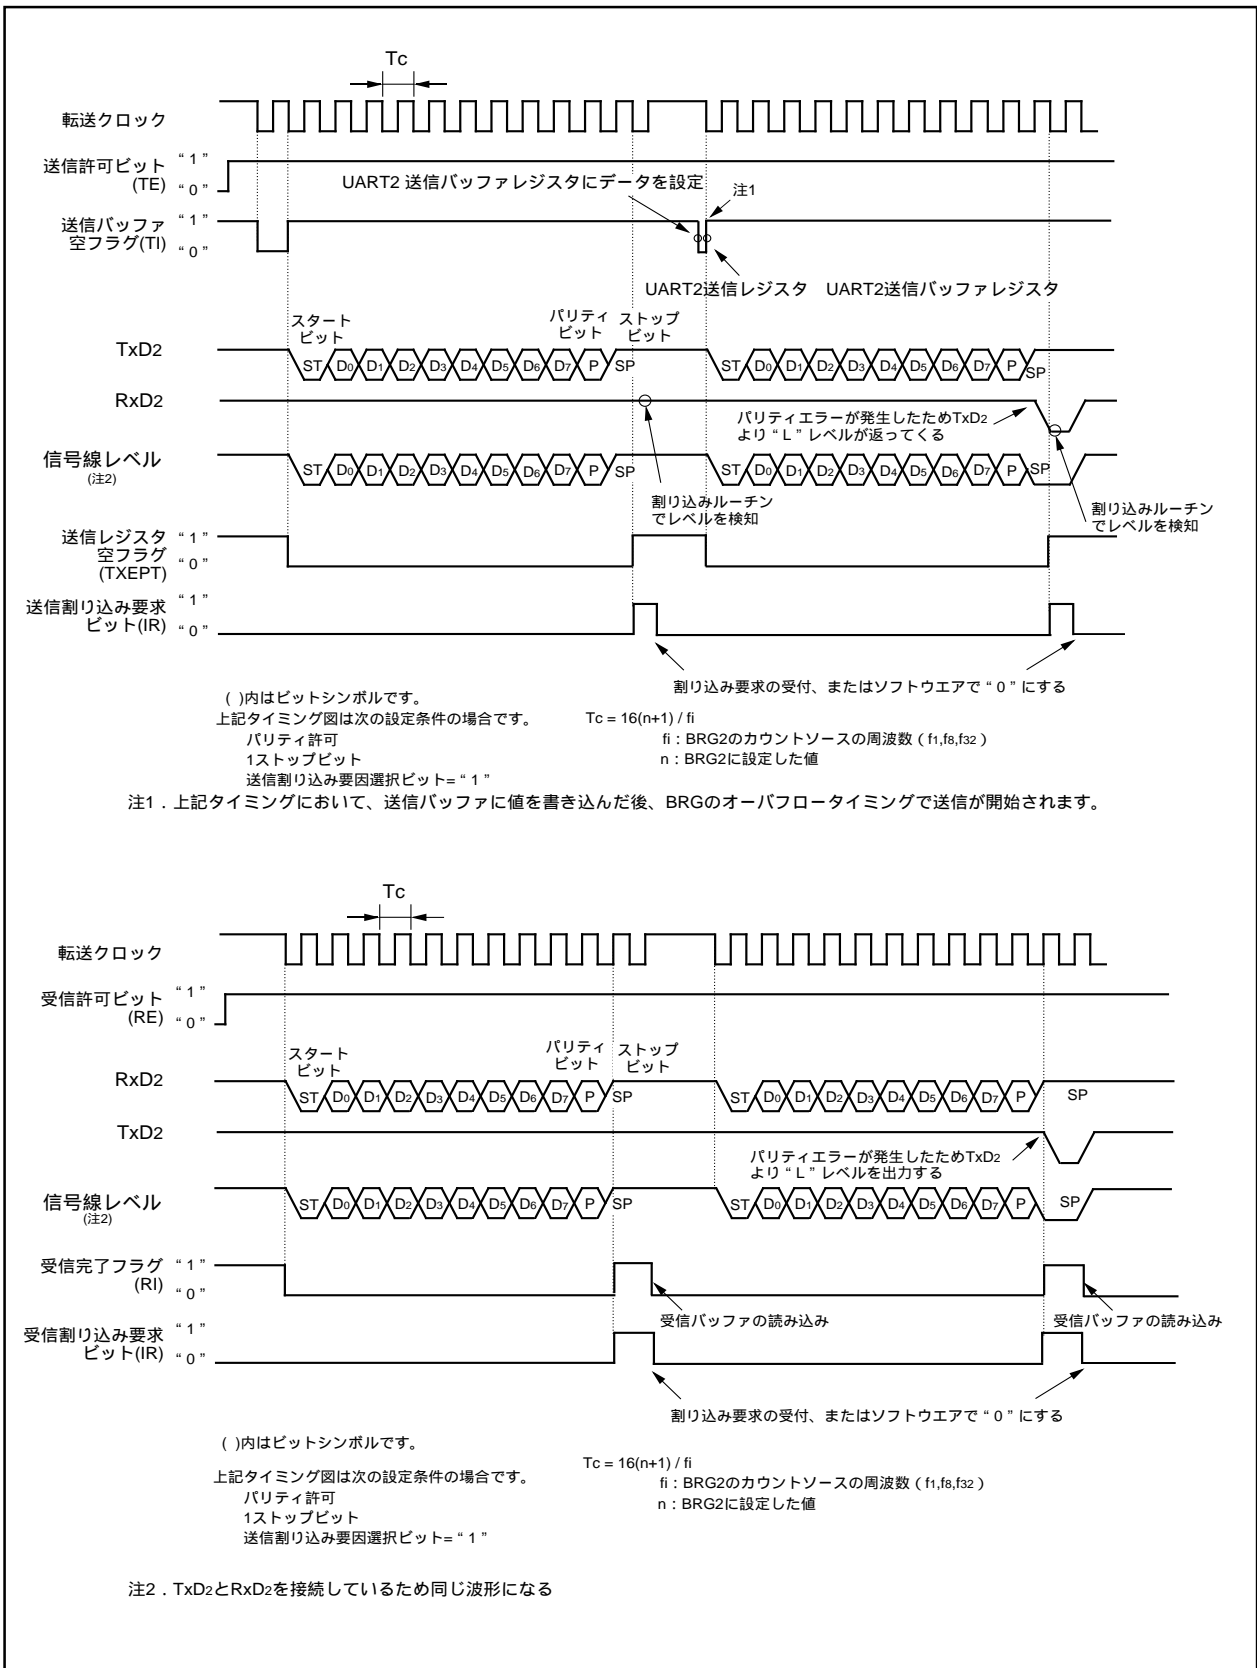 Tc
転送クロック
送信許可ビット
(TE)
“ 1 ”
“ 0 ”
UART2 送信バッファレジスタにデータを設定
注1
送信バッファ
空フラグ(TI)
“ 1 ”
“ 0 ”
UART2送信レジスタ　UART2送信バッファレジスタ
スタート
ビット
パリティ
ビット
ストップ
ビット
TxD2
ST D0 D1 D2 D3 D4 D5 D6 D7 P SP
ST D0 D1 D2 D3 D4 D5 D6 D7 P SP
RxD2
パリティエラーが発生したためTxD2
より“ L ”レベルが返ってくる
信号線レベル
(注2)
ST D0 D1 D2 D3 D4 D5 D6 D7 P SP
ST D0 D1 D2 D3 D4 D5 D6 D7 P SP
割り込みルーチン
でレベルを検知
割り込みルーチン
でレベルを検知
送信レジスタ
空フラグ
(TXEPT)
“ 1 ”
“ 0 ”
送信割り込み要求
ビット(IR)
“ 1 ”
“ 0 ”
割り込み要求の受付、またはソフトウエアで“ 0 ”にする
( )内はビットシンボルです。
上記タイミング図は次の設定条件の場合です。
パリティ許可
1ストップビット
送信割り込み要因選択ビット= “ 1 ”
Tc = 16(n+1) / fi
fi : BRG2のカウントソースの周波数 ( f1,f8,f32 )
n : BRG2に設定した値
注1 . 上記タイミングにおいて、送信バッファに値を書き込んだ後、BRGのオーバフロータイミングで送信が開始されます。
Tc
転送クロック
受信許可ビット
(RE)
“ 1 ”
“ 0 ”
スタート
ビット
パリティ
ビット
ストップ
ビット
RxD2
ST D0 D1 D2 D3 D4 D5 D6 D7 P SP
ST D0 D1 D2 D3 D4 D5 D6 D7 P SP
TxD2
パリティエラーが発生したためTxD2
より“ L ”レベルを出力する
信号線レベル
(注2)
ST D0 D1 D2 D3 D4 D5 D6 D7 P SP
ST D0 D1 D2 D3 D4 D5 D6 D7 P SP
受信完了フラグ
(RI)
“ 1 ”
“ 0 ”
受信バッファの読み込み
受信バッファの読み込み
受信割り込み要求
ビット(IR)
“ 1 ”
“ 0 ”
割り込み要求の受付、またはソフトウエアで“ 0 ”にする
( )内はビットシンボルです。
上記タイミング図は次の設定条件の場合です。
パリティ許可
1ストップビット
送信割り込み要因選択ビット= “ 1 ”
Tc = 16(n+1) / fi
fi : BRG2のカウントソースの周波数 ( f1,f8,f32 )
n : BRG2に設定した値
注2 . TxD2とRxD2を接続しているため同じ波形になる